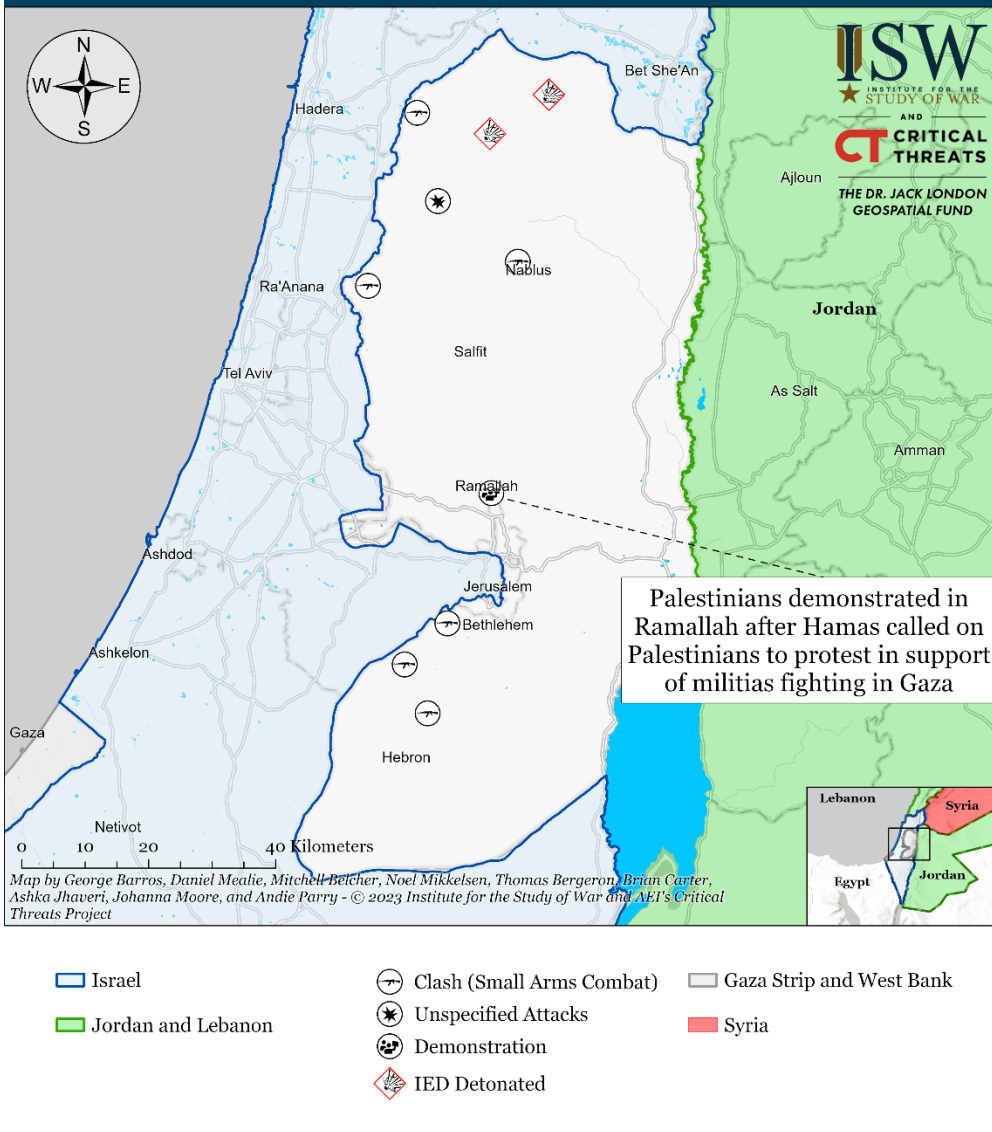 N
W E
S
ISW
INSTITUTE FOR THE
STUDY OF WAR
AND
CT CRITICAL
THREATS
THE DR. JACK LONDON
GEOSPATIAL FUND
Bet She'An
Hadera
Ajloun
Nablus
Ra'Anana
Jordan
Salfit
Tel Aviv
As Salt
Amman
Ramallah
Ashdod
Jerusalem
Bethlehem
Palestinians demonstrated in
Ramallah after Hamas called on
Palestinians to protest in support
of militias fighting in Gaza
Ashkelon
Gaza
Hebron
Netivot
Lebanon
Syria
Egypt
Jordan
0 10 20 40 Kilometers
Map by George Barros, Daniel Mealie, Mitchell Belcher, Noel Mikkelsen, Thomas Bergeron, Brian Carter,
Ashka Jhaveri, Johanna Moore, and Andie Parry - © 2023 Institute for the Study of War and AEI's Critical
Threats Project
Israel
Jordan and Lebanon
Clash (Small Arms Combat)
Unspecified Attacks
Demonstration
IED Detonated
Gaza Strip and West Bank
Syria